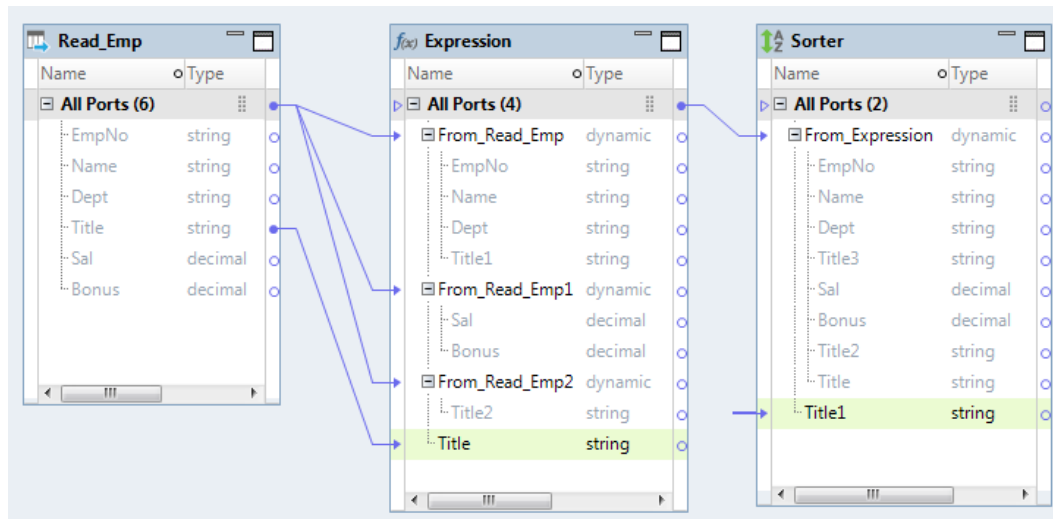 Read_Emp
Name Type
All Ports (6)
EmpNo string
Name string
Dept string
Title string
Sal decimal
Bonus decimal
f(x) Expression
Name Type
All Ports (4)
From_Read_Emp dynamic
EmpNo string
Name string
Dept string
Title1 string
From_Read_Emp1 dynamic
Sal decimal
Bonus decimal
From_Read_Emp2 dynamic
Title2 string
Title string
A Z Sorter
Name Type
All Ports (2)
From_Expression dynamic
EmpNo string
Name string
Dept string
Title3 string
Sal decimal
Bonus decimal
Title2 string
Title string
Title1 string